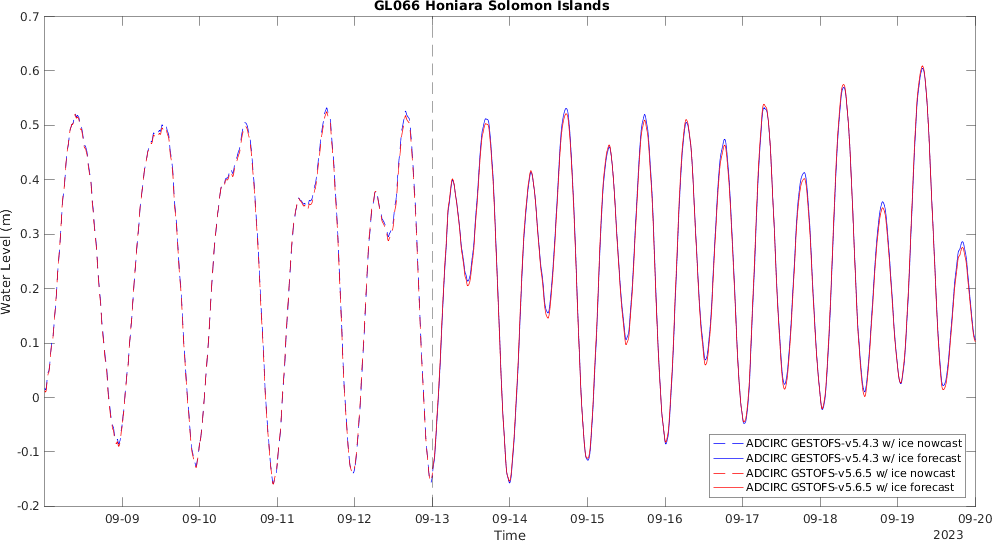 GL066 Honiara Solomon Islands
0.7
0.6
0.5
0.4
0.3
0.2
0.1
0
-0.1
-0.2
Water Level (m)
ADCIRC GESTOFS-v5.4.3 w/ ice nowcast
ADCIRC GESTOFS-v5.4.3 w/ ice forecast
ADCIRC GSTOFS-v5.6.5 w/ ice nowcast
ADCIRC GSTOFS-v5.6.5 w/ ice forecast
09-09 09-10 09-11 09-12 09-13 09-14 09-15 09-16 09-17 09-18 09-19 09-20
Time
2023